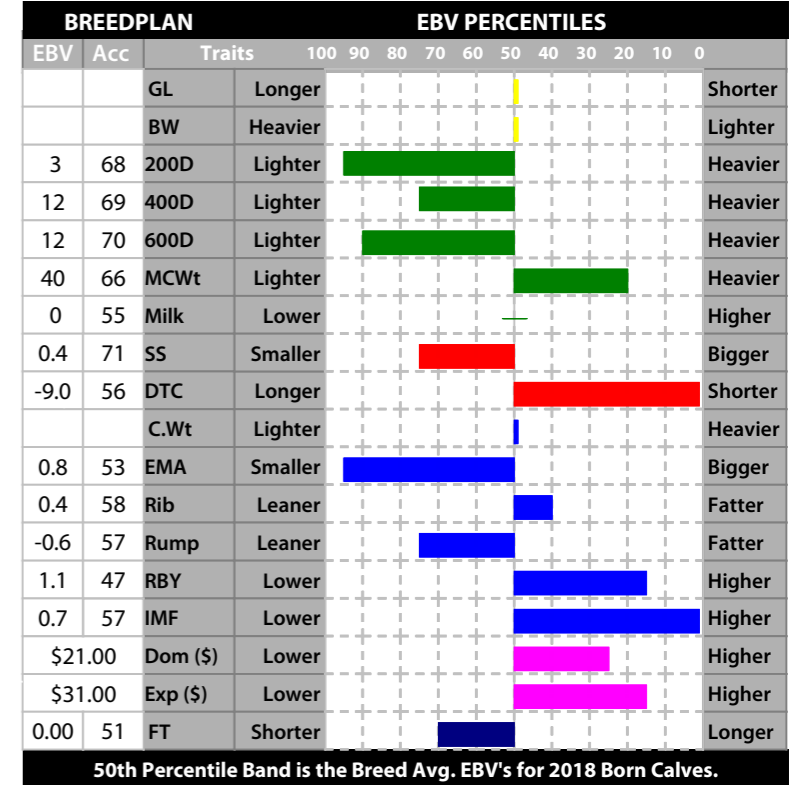 BREEDPLAN EBV PERCENTILES
EBV Acc Traits 100 90 80 70 60 50 40 30 20 10 0
GL Longer Shorter
BW Heavier Lighter
3 68 200D Lighter Heavier
12 69 400D Lighter Heavier
12 70 600D Lighter Heavier
40 66 MCWt Lighter Heavier
0 55 Milk Lower Higher
0.4 71 SS Smaller Bigger
-9.0 56 DTC Longer Shorter
C.Wt Lighter Heavier
0.8 53 EMA Smaller Bigger
0.4 58 Rib Leaner Fatter
-0.6 57 Rump Leaner Fatter
1.1 47 RBY Lower Higher
0.7 57 IMF Lower Higher
$21.00 Dom ($) Lower Higher
$31.00 Exp ($) Lower Higher
0.00 51 FT Shorter Longer
50th Percentile Band is the Breed Avg. EBV's for 2018 Born Calves.